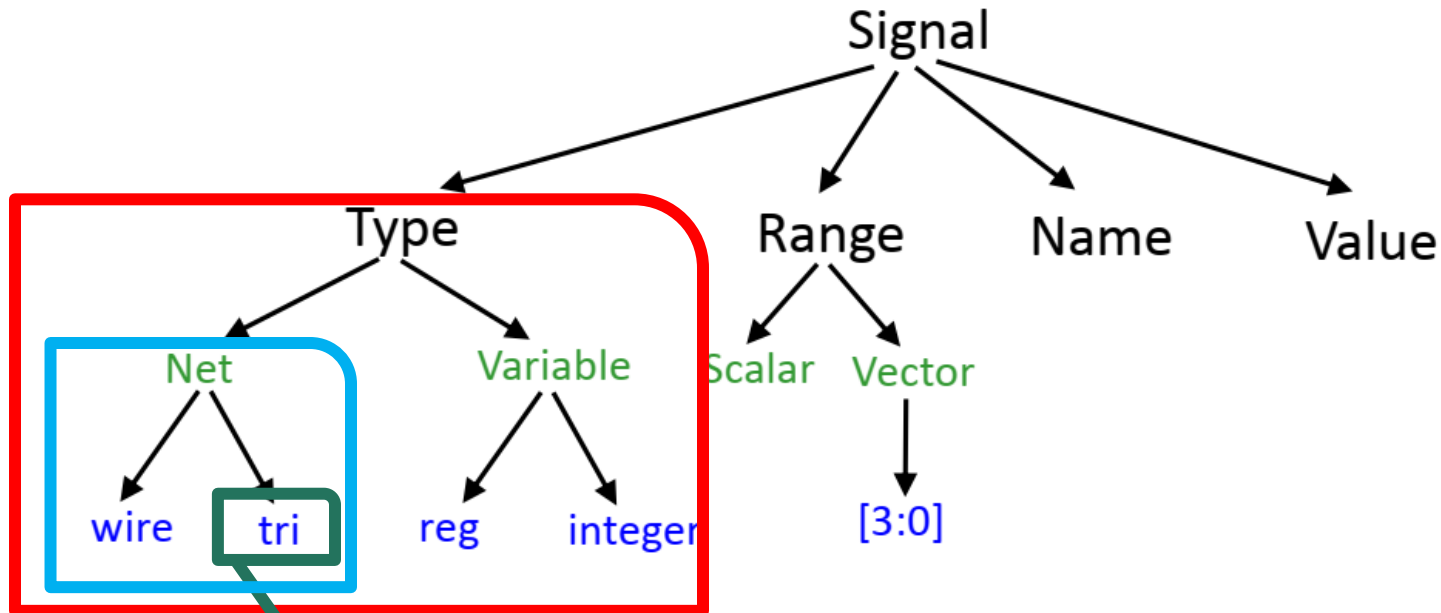 Signal
Type
Range
Name
Value
Net
Variable
Scalar
Vector
wire
tri
reg
integer
[3:0]